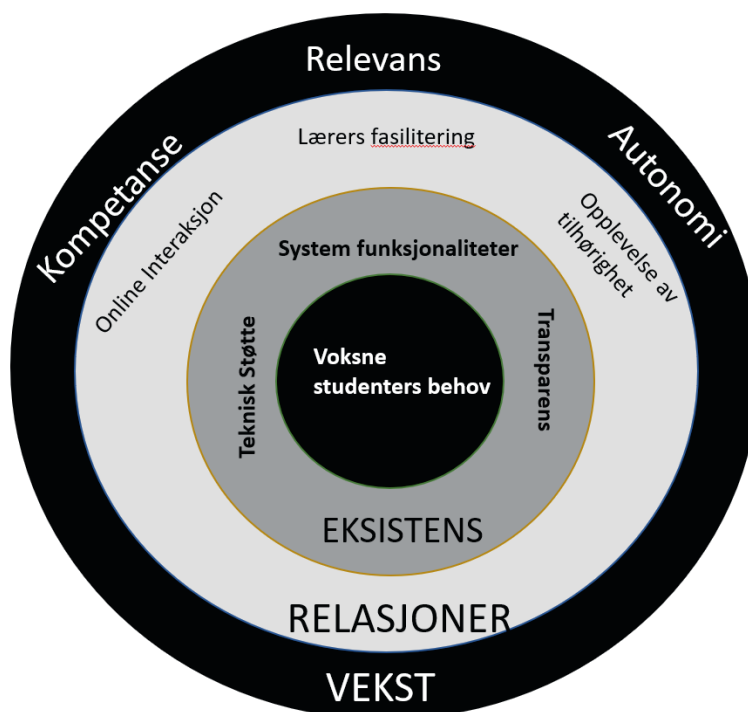 Relevans
Kompetanse
Autonomi
Lærers fasilitering
Online Interaksjon
Opplevelse av
tilhørighet
System funksjonaliteter
Teknisk Støtte
Transparens
Voksne
studenters behov
EKSISTENS
RELASJONER
VEKST